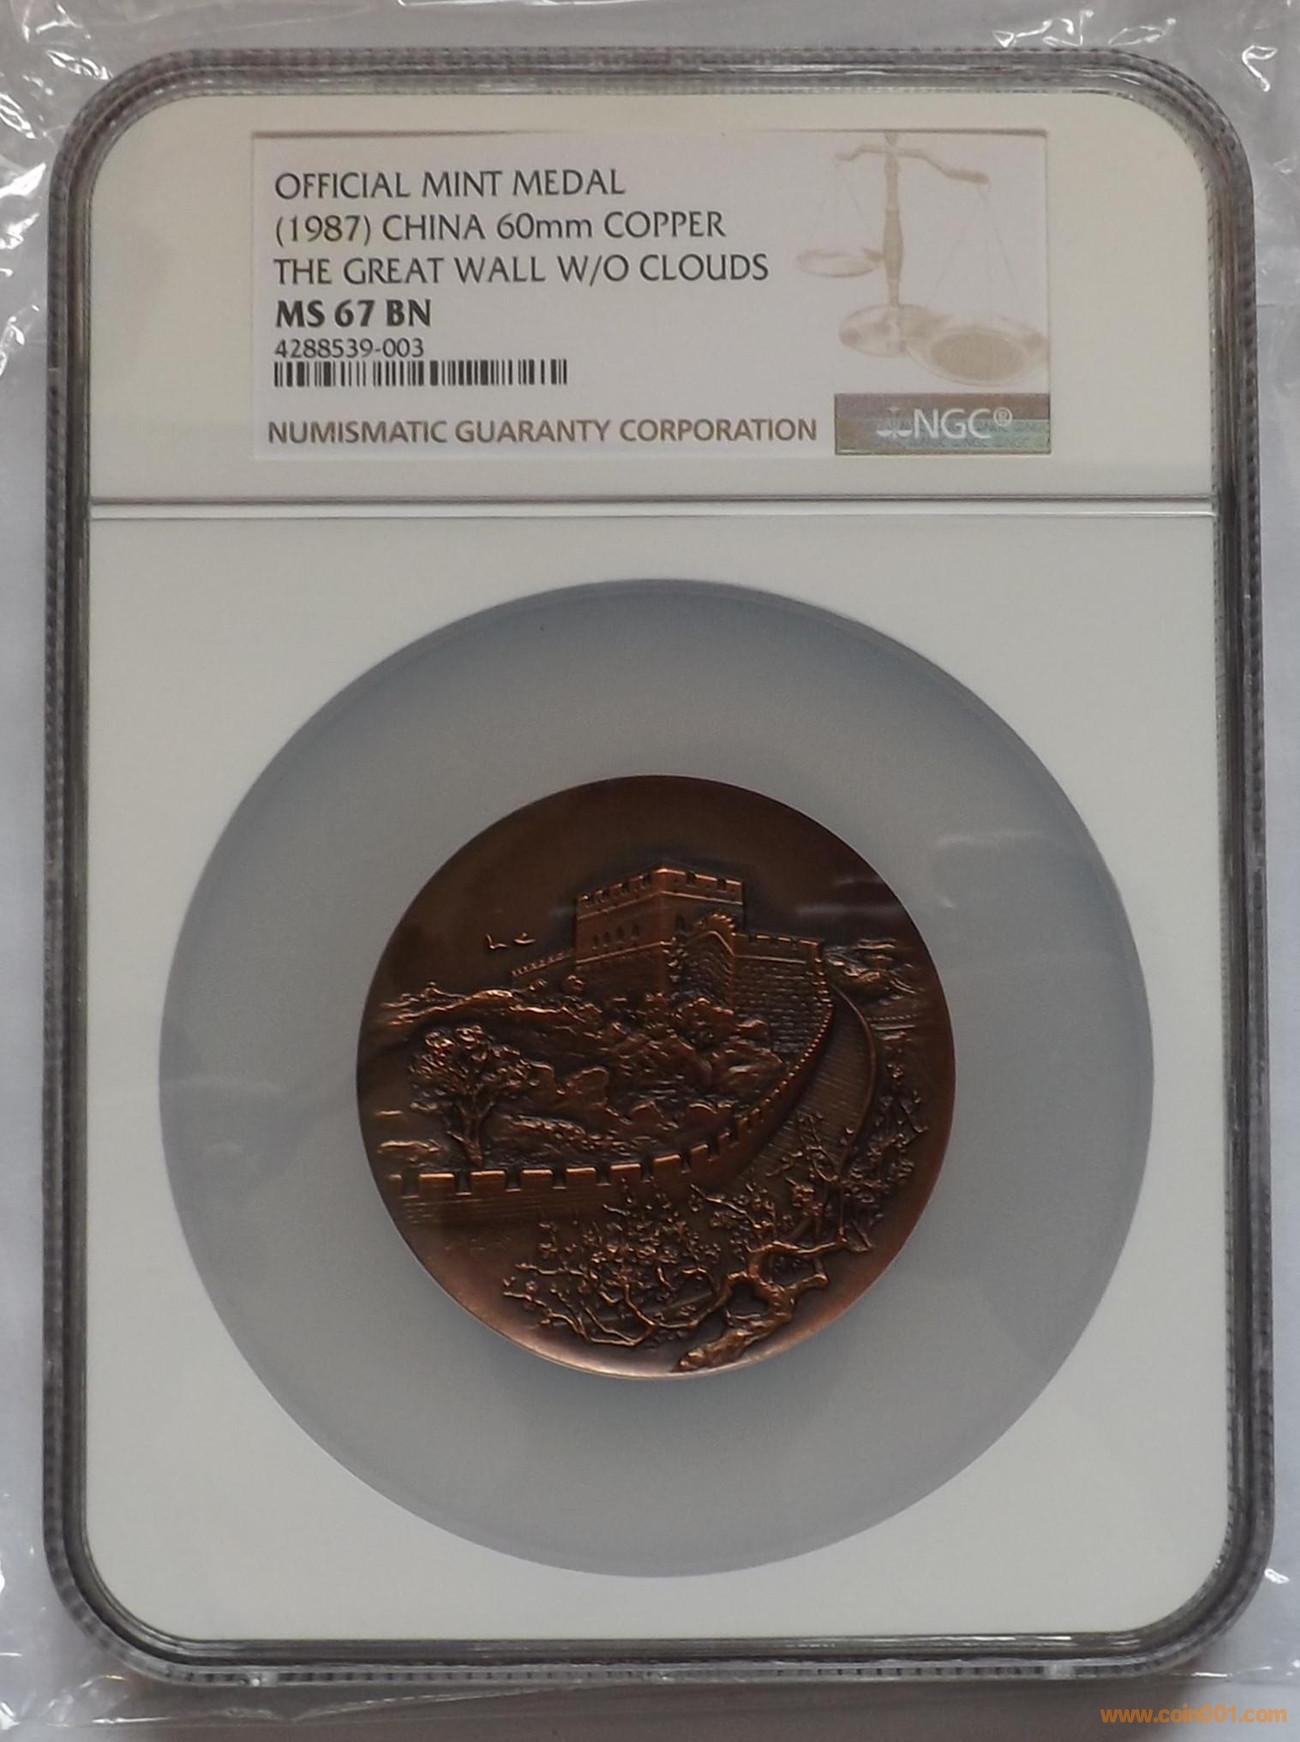 OFFICIAL MINT MEDAL
(1987) CHINA 60mm COPPER
THE GREAT WALL W/O CLOUDS
MS 67 BN
4288539-003
NUMISMATIC GUARANTY CORPORATION
NGC®
www.coin001.com